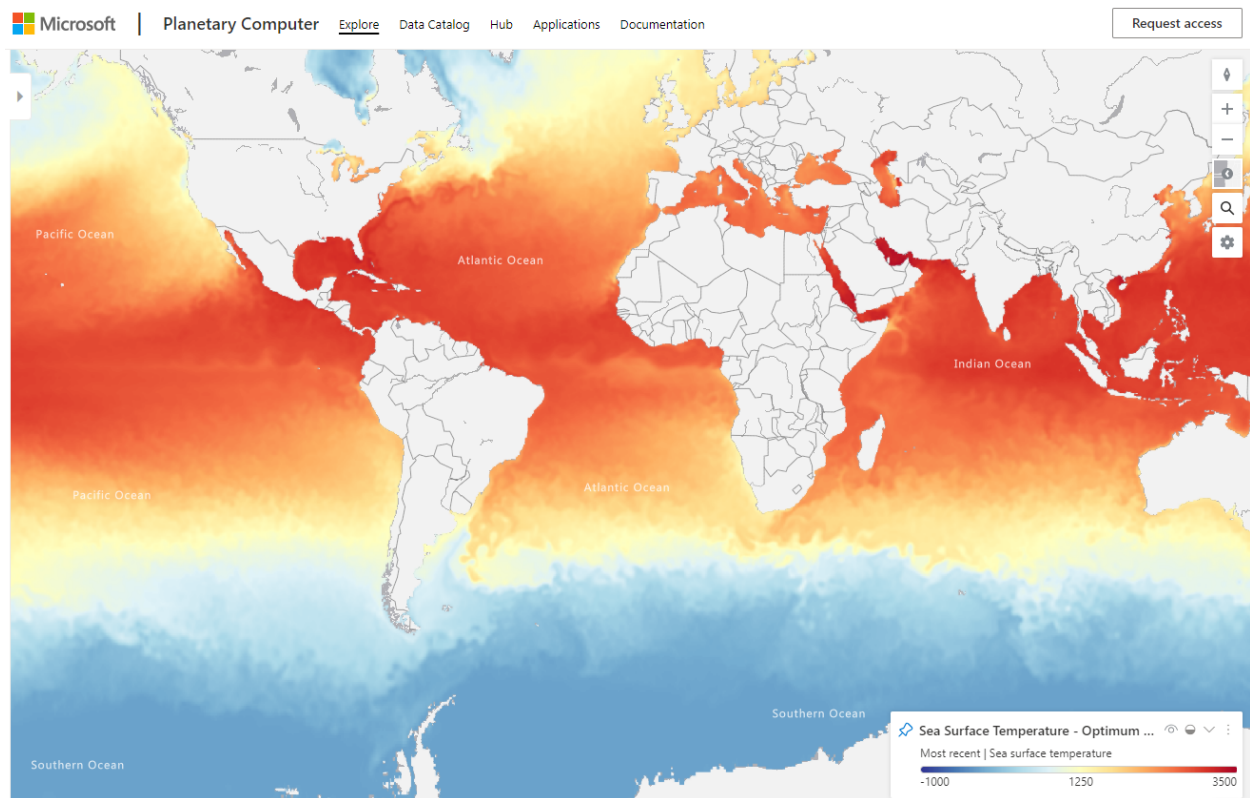 Microsoft | Planetary Computer Explore Data Catalog Hub Applications Documentation Request access
Pacific Ocean
Atlantic Ocean
Indian Ocean
Atlantic Ocean
Pacific Ocean
Southern Ocean
Southern Ocean
Sea Surface Temperature - Optimum ...
Most recent | Sea surface temperature
-1000 1250 3500